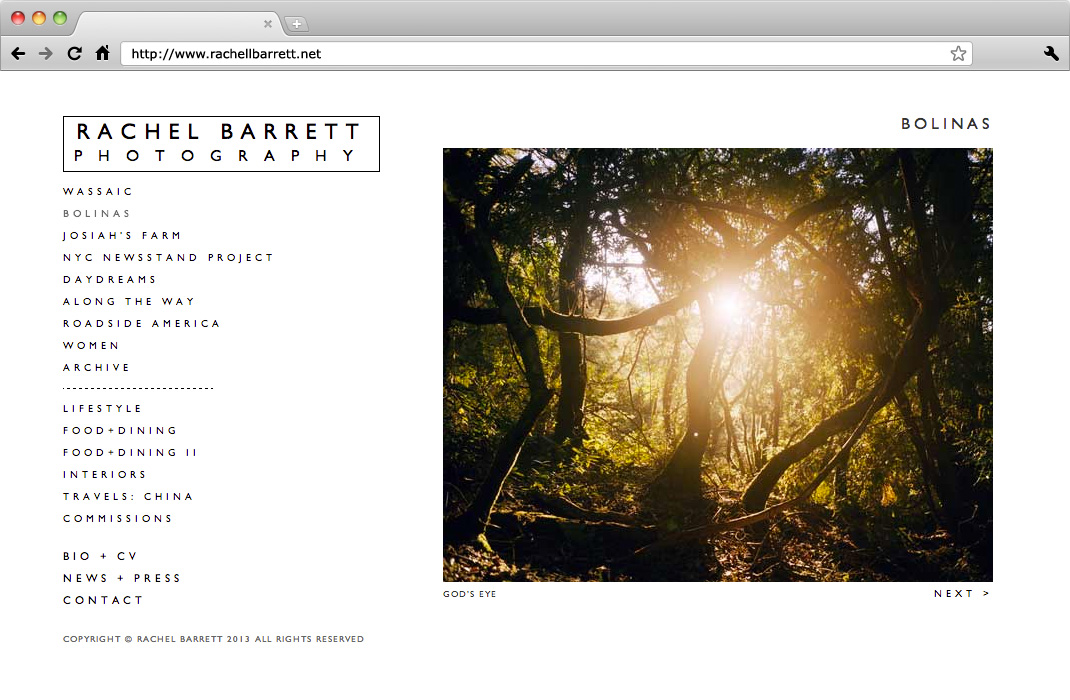 http://www.rachellbarrett.net
RACHEL BARRETT
PHOTOGRAPHY
WASSAIC
BOLINAS
JOSIAH'S FARM
NYC NEWSSTAND PROJECT
DAYDREAMS
ALONG THE WAY
ROADSIDE AMERICA
WOMEN
ARCHIVE
LIFESTYLE
FOOD+DINING
FOOD+DINING II
INTERIORS
TRAVELS: CHINA
COMMISSIONS
BIO + CV
NEWS + PRESS
CONTACT
COPYRIGHT © RACHEL BARRETT 2013 ALL RIGHTS RESERVED
BOLINAS
GOD'S EYE
NEXT >